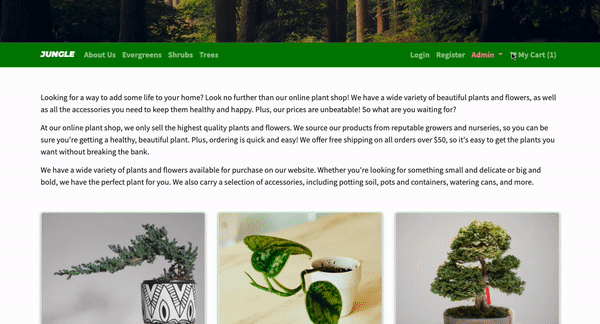 JUNGLE About Us Evergreens Shrubs Trees Login Register Admin My Cart (1)
Looking for a way to add some life to your home? Look no further than our online plant shop! We have a wide variety of beautiful plants and flowers, as well
as all the accessories you need to keep them healthy and happy. Plus, our prices are unbeatable! So what are you waiting for?
At our online plant shop, we only sell the highest quality plants and flowers. We source our products from reputable growers and nurseries, so you can be
sure you're getting a healthy, beautiful plant. Plus, ordering is quick and easy! We offer free shipping on all orders over $50, so it's easy to get the plants you
want without breaking the bank.
We have a wide variety of plants and flowers available for purchase on our website. Whether you're looking for something small and delicate or big and
bold, we have the perfect plant for you. We also carry a selection of accessories, including potting soil, pots and containers, watering cans, and more.